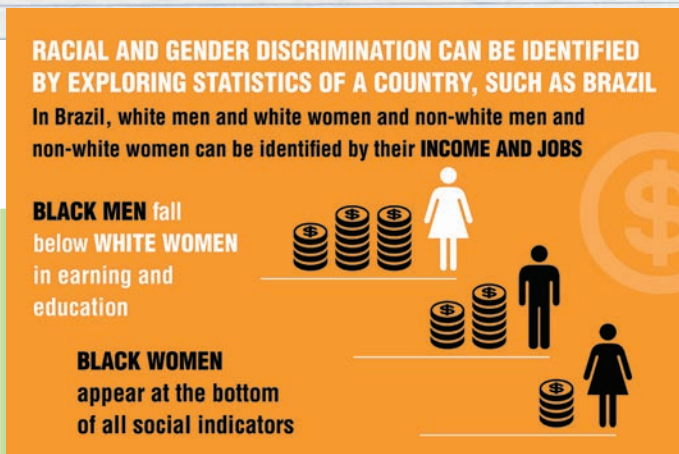 RACIAL AND GENDER DISCRIMINATION CAN BE IDENTIFIED
BY EXPLORING STATISTICS OF A COUNTRY, SUCH AS BRAZIL
In Brazil, white men and white women and non-white men and
non-white women can be identified by their INCOME AND JOBS
BLACK MEN fall
below WHITE WOMEN
in earning and
education
BLACK WOMEN
appear at the bottom
of all social indicators